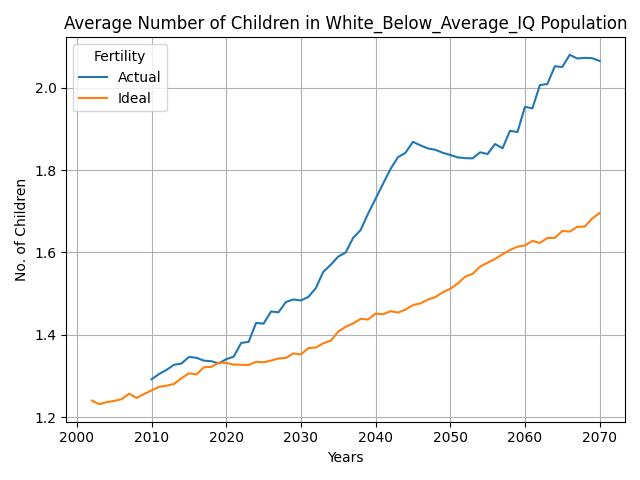 Average Number of Children in White_Below_Average_IQ Population
Fertility
Actual
Ideal
No. of Children
2.0
1.8
1.6
1.4
1.2
2000 2010 2020 2030 2040 2050 2060 2070
Years